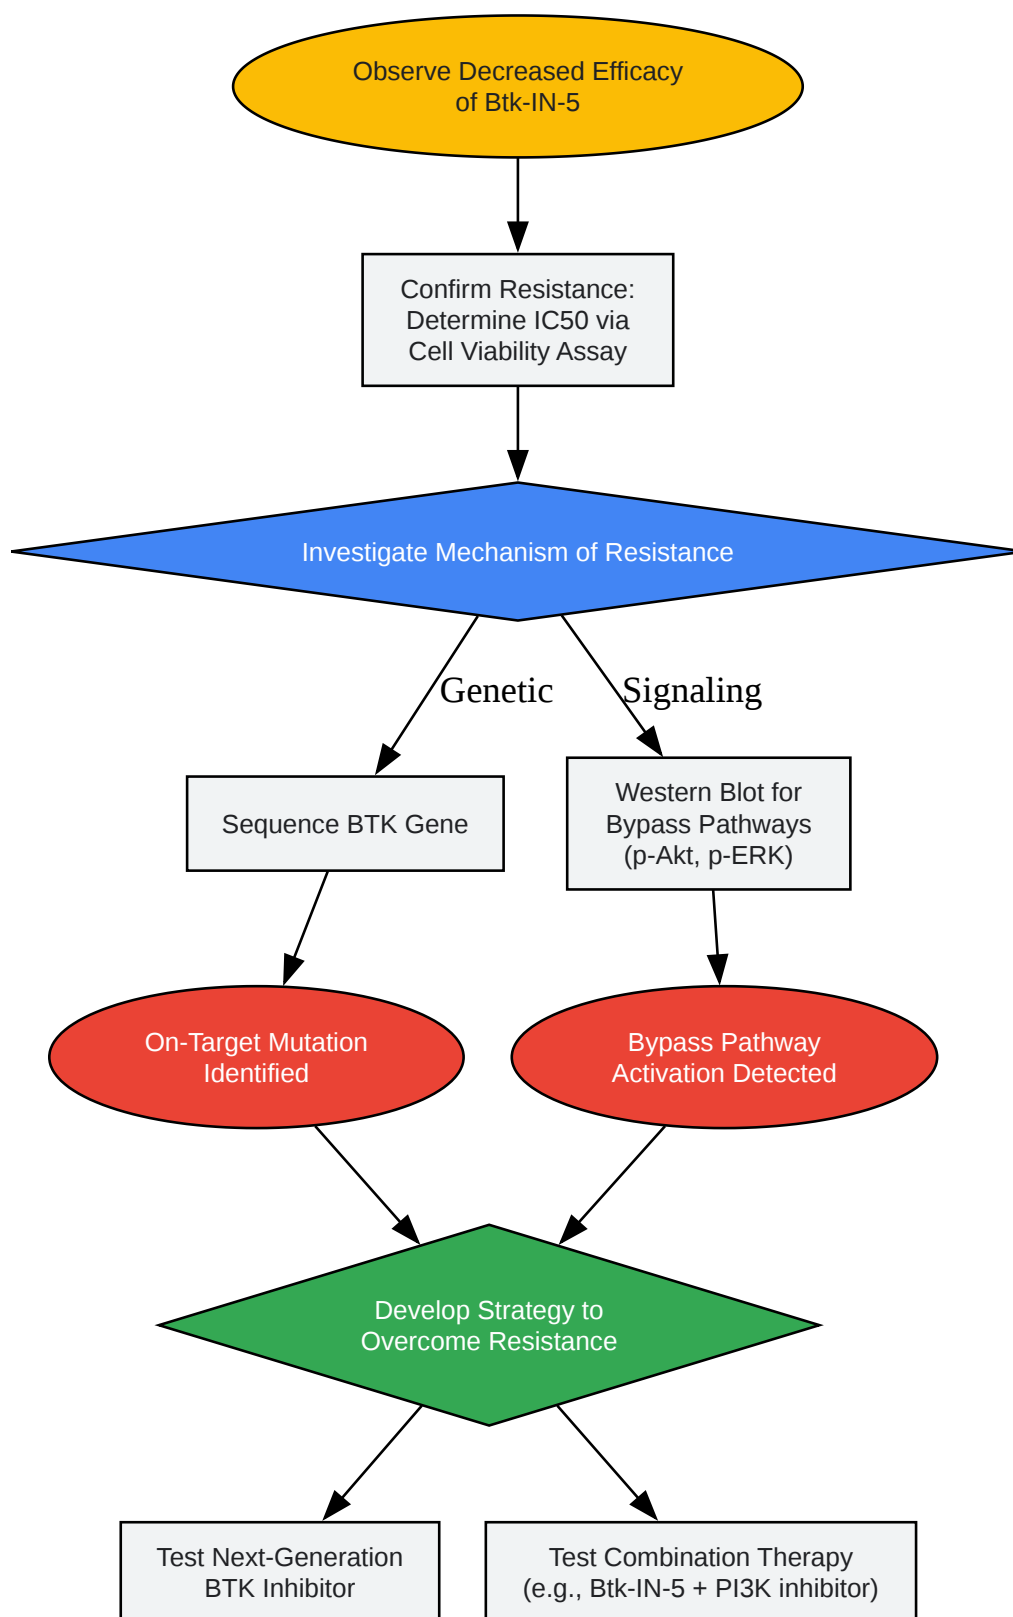 Observe Decreased Efficacy
of Btk-IN-5
Confirm Resistance:
Determine IC50 via
Cell Viability Assay
Investigate Mechanism of Resistance
Genetic
Signaling
Sequence BTK Gene
Western Blot for
Bypass Pathways
(p-Akt, p-ERK)
On-Target Mutation
Identified
Bypass Pathway
Activation Detected
Develop Strategy to
Overcome Resistance
Test Next-Generation
BTK Inhibitor
Test Combination Therapy
(e.g., Btk-IN-5 + PI3K inhibitor)